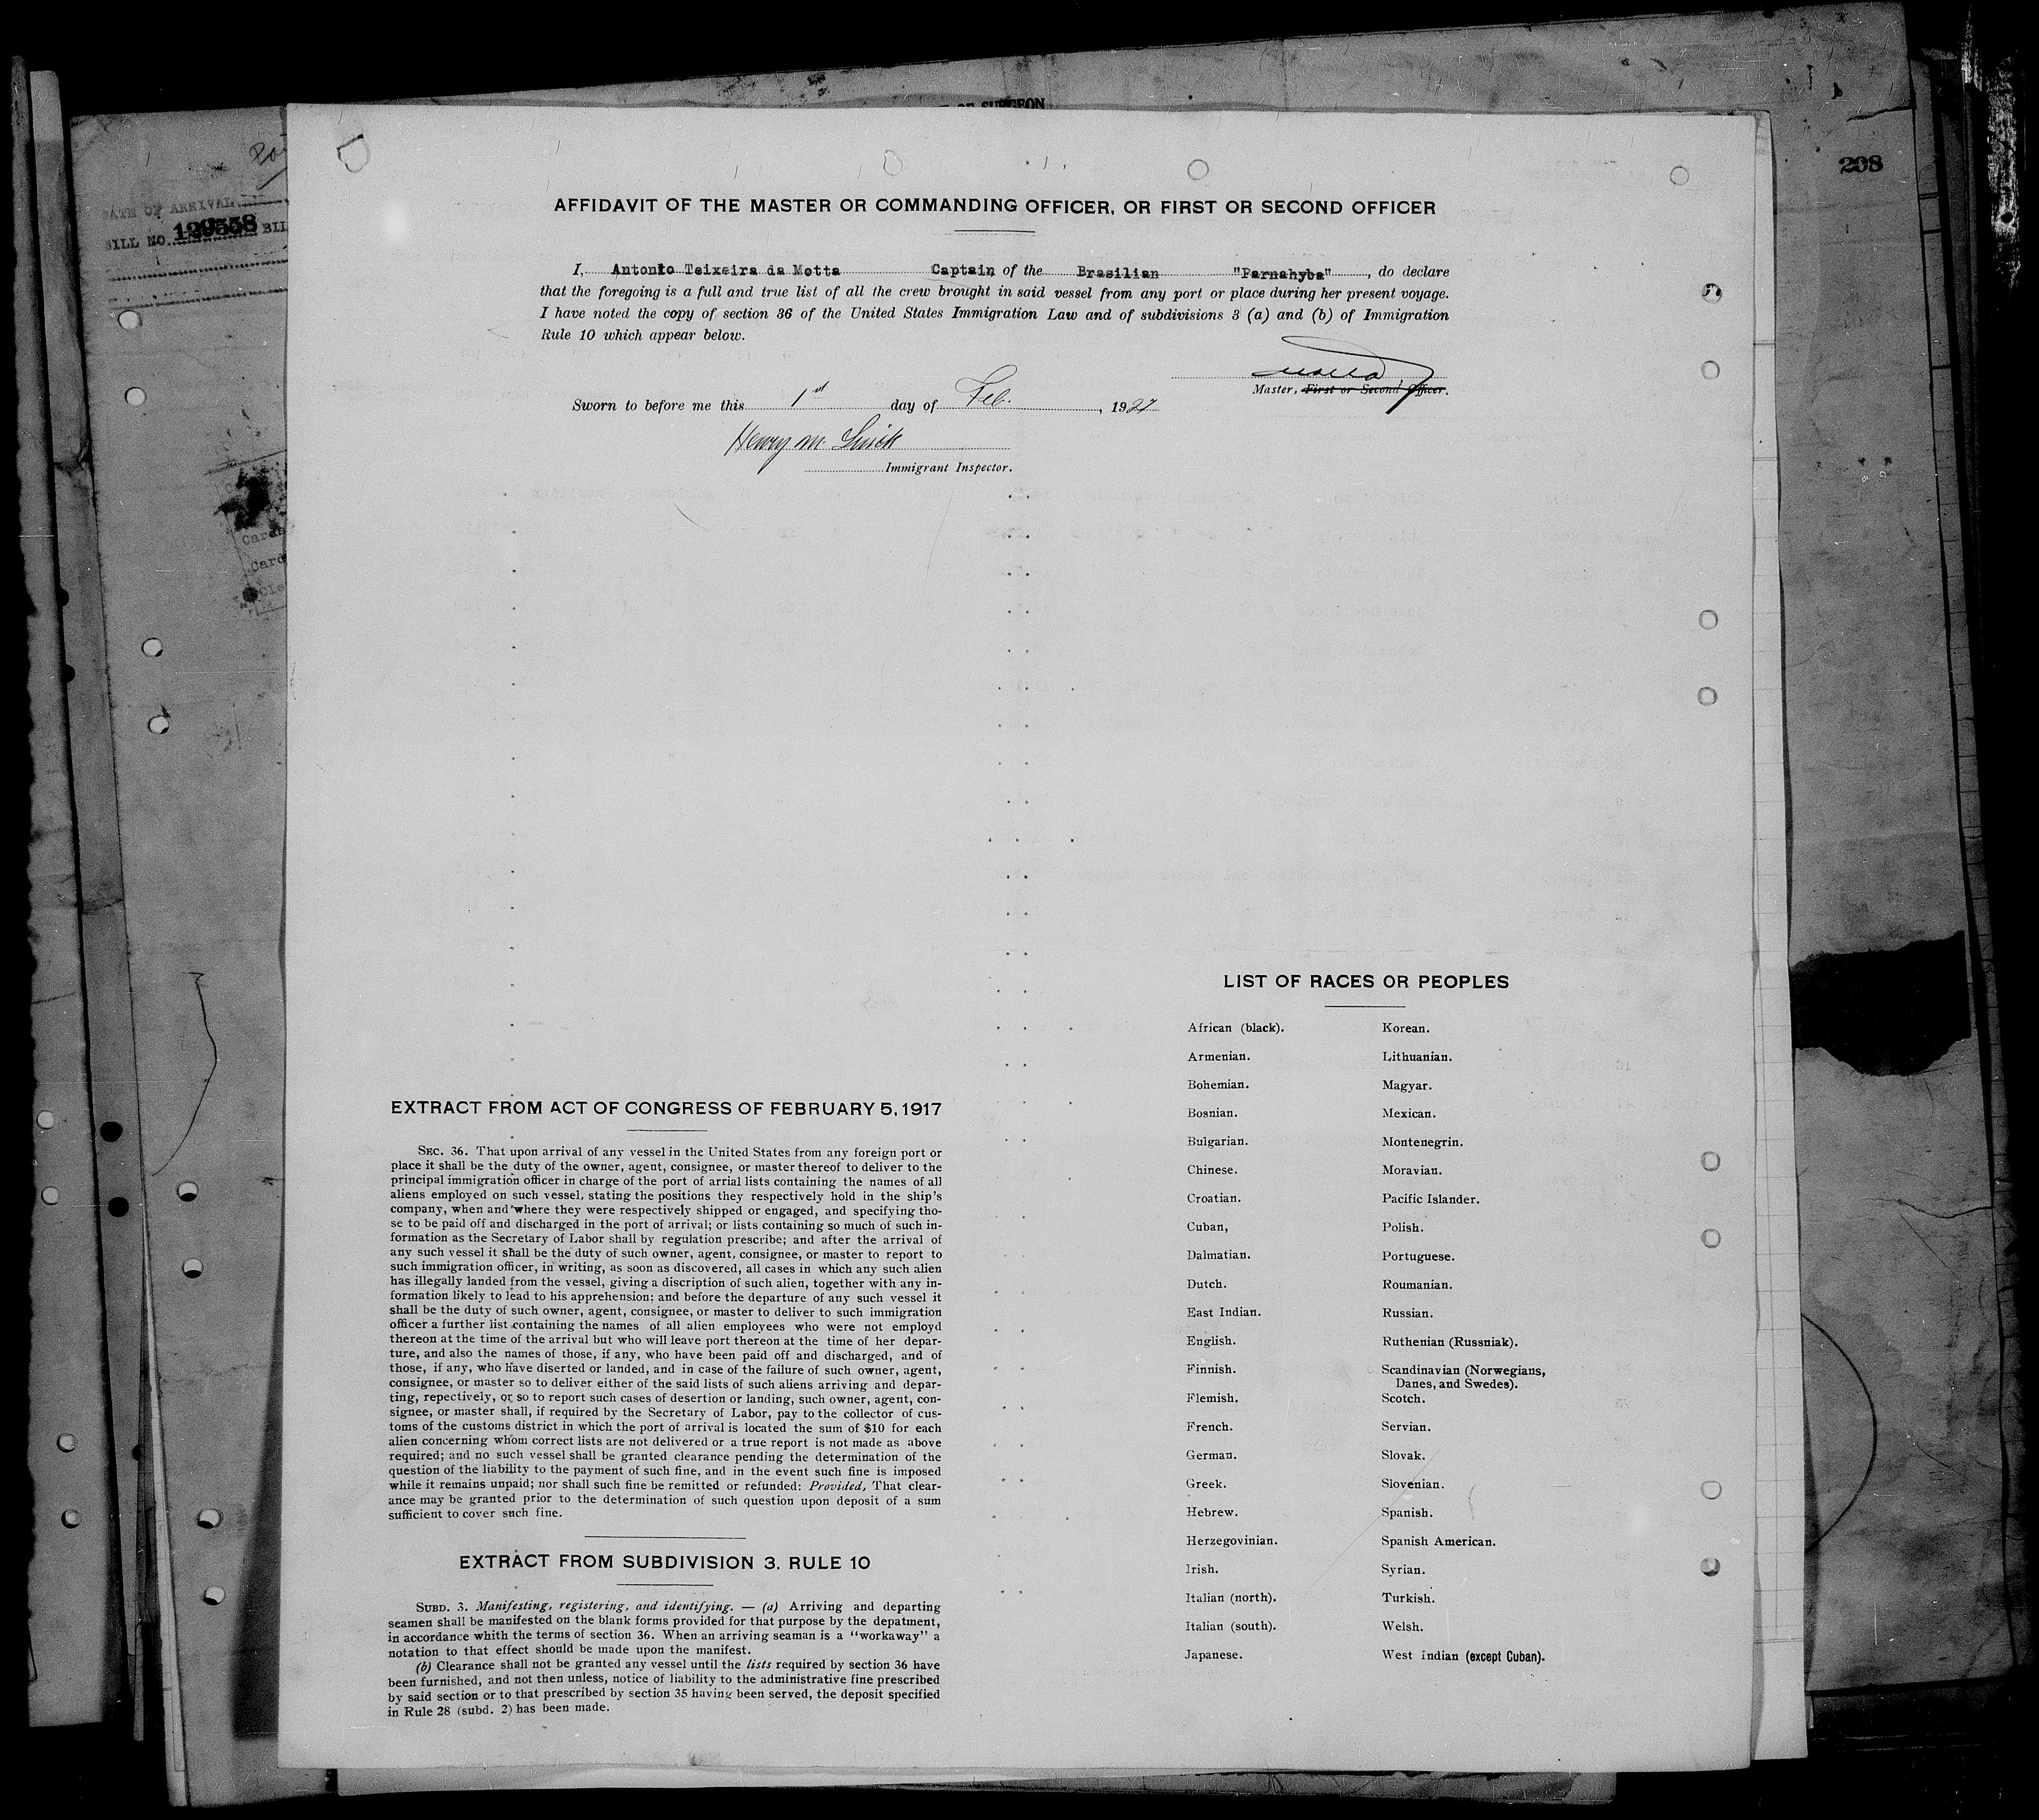 OF SURGEON
208
DATE OF ARRIVAL
BILL NO. BIL
Carde
Card
AFFIDAVIT OF THE MASTER OR COMMANDING OFFICER, OR FIRST OR SECOND OFFICER
I, Antonio Teixeira da Motta Captain of the Brasilian "Parnahyba", do declare
that the foregoing is a full and true list of all the crew brought in said vessel from any port or place during her present voyage.
I have noted the copy of section 36 of the United States Immigration Law and of subdivisions 3 (a) and (b) of Immigration
Rule 10 which appear below.
Motta
Master, First or Second Officer.
Sworn to before me this 1st day of Feb. , 1927
Henry M.
Immigrant Inspector.
EXTRACT FROM ACT OF CONGRESS OF FEBRUARY 5, 1917
SEC. 36. That upon arrival of any vessel in the United States from any foreign port or
place it shall be the duty of the owner, agent, consignee, or master thereof to deliver to the
principal immigration officer in charge of the port of arrial lists containing the names of all
aliens employed on such vessel, stating the positions they respectively hold in the ship's
company, when and where they were respectively shipped or engaged, and specifying tho-
se to be paid off and discharged in the port of arrival; or lists containing so much of such in-
formation as the Secretary of Labor shall by regulation prescribe; and after the arrival of
any such vessel it shall be the duty of such owner, agent, consignee, or master to report to
such immigration officer, in writing, as soon as discovered, all cases in which any such alien
has illegally landed from the vessel, giving a discription of such alien, together with any in-
formation likely to lead to his apprehension; and before the departure of any such vessel it
shall be the duty of such owner, agent, consignee, or master to deliver to such immigration
officer a further list containing the names of all alien employees who were not employd
thereon at the time of the arrival but who will leave port thereon at the time of her depar-
ture, and also the names of those, if any, who have been paid off and discharged, and of
those, if any, who have diserted or landed, and in case of the failure of such owner, agent,
consignee, or master so to deliver either of the said lists of such aliens arriving and depar-
ting, repectively, or so to report such cases of desertion or landing, such owner, agent, con-
signee, or master shall, if required by the Secretary of Labor, pay to the collector of cus-
toms of the customs district in which the port of arrival is located the sum of $10 for each
alien concerning whom correct lists are not delivered or a true report is not made as above
required; and no such vessel shall be granted clearance pending the determination of the
question of the liability to the payment of such fine, and in the event such fine is imposed
while it remains unpaid; nor shall such fine be remitted or refunded: Provided, That clear-
ance may be granted prior to the determination of such question upon deposit of a sum
sufficient to cover such fine.
EXTRACT FROM SUBDIVISION 3, RULE 10
SUBD. 3. Manifesting, registering, and identifying. — (a) Arriving and departing
seamen shall be manifested on the blank forms provided for that purpose by the depatment,
in accordance whith the terms of section 36. When an arriving seaman is a "workaway" a
notation to that effect should be made upon the manifest.
(b) Clearance shall not be granted any vessel until the lists required by section 36 have
been furnished, and not then unless, notice of liability to the administrative fine prescribed
by said section or to that prescribed by section 35 having been served, the deposit specified
in Rule 28 (subd. 2) has been made.
LIST OF RACES OR PEOPLES
African (black).
Armenian.
Bohemian.
Bosnian.
Bulgarian.
Chinese.
Croatian.
Cuban,
Dalmatian.
Dutch.
East Indian.
English.
Finnish.
Flemish.
French.
German.
Greek.
Hebrew.
Herzegovinian.
Irish.
Italian (north).
Italian (south).
Japanese.
Korean.
Lithuanian.
Magyar.
Mexican.
Montenegrin.
Moravian.
Pacific Islander.
Polish.
Portuguese.
Roumanian.
Russian.
Ruthenian (Russniak).
Scandinavian (Norwegians,
Danes, and Swedes).
Scotch.
Servian.
Slovak.
Slovenian.
Spanish.
Spanish American.
Syrian.
Turkish.
Welsh.
West Indian (except Cuban).